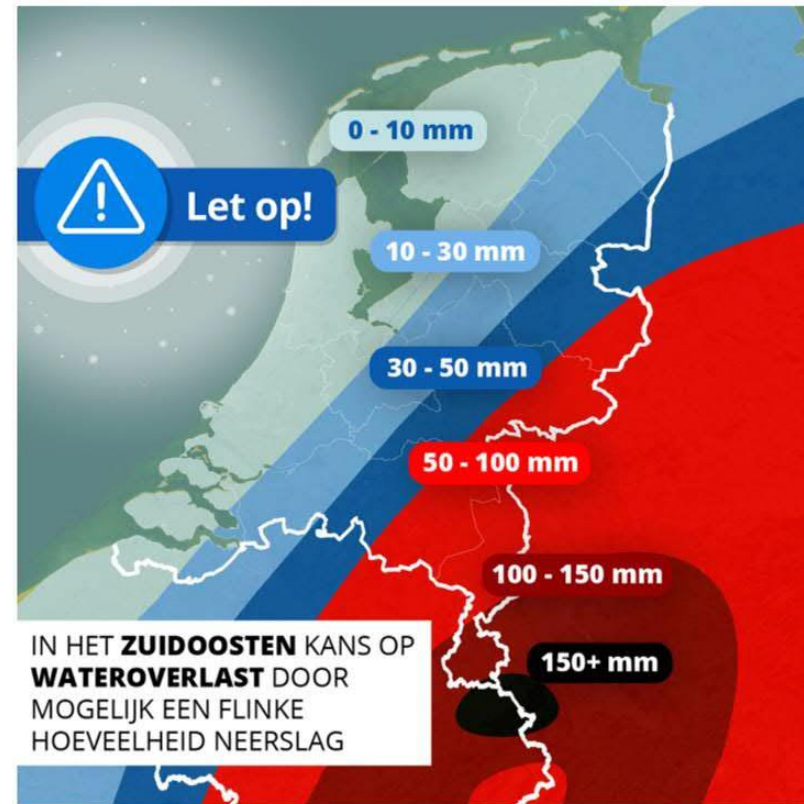 0 - 10 mm
Let op!
10 - 30 mm
30 - 50 mm
50 - 100 mm
100 - 150 mm
150+ mm
IN HET ZUIDOOSTEN KANS OP
WATEROVERLAST DOOR
MOGELIJK EEN FLINKE
HOEVEELHEID NEERSLAG